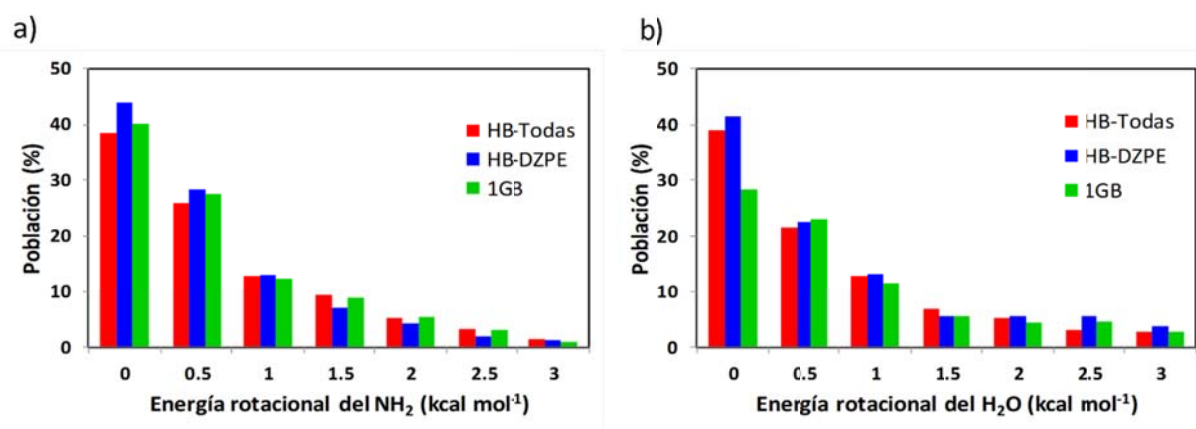 a)
50
40
30
20
10
0
Población (%)
HB-Todas
HB-DZPE
1GB
0 0.5 1 1.5 2 2.5 3
Energía rotacional del NH₂ (kcal mol⁻¹)
b)
50
40
30
20
10
0
Población (%)
HB-Todas
HB-DZPE
1GB
0 0.5 1 1.5 2 2.5 3
Energía rotacional del H₂O (kcal mol⁻¹)